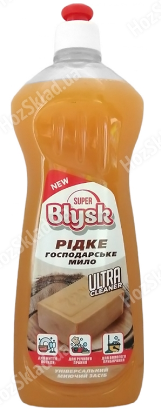 NEW
SUPER
Blysk
РІДКЕ
ГОСПОДАРСЬКЕ
МИЛО
ULTRA
CLEANER
УНІВЕРСАЛЬНИЙ
МИЮЧИЙ ЗАСІБ